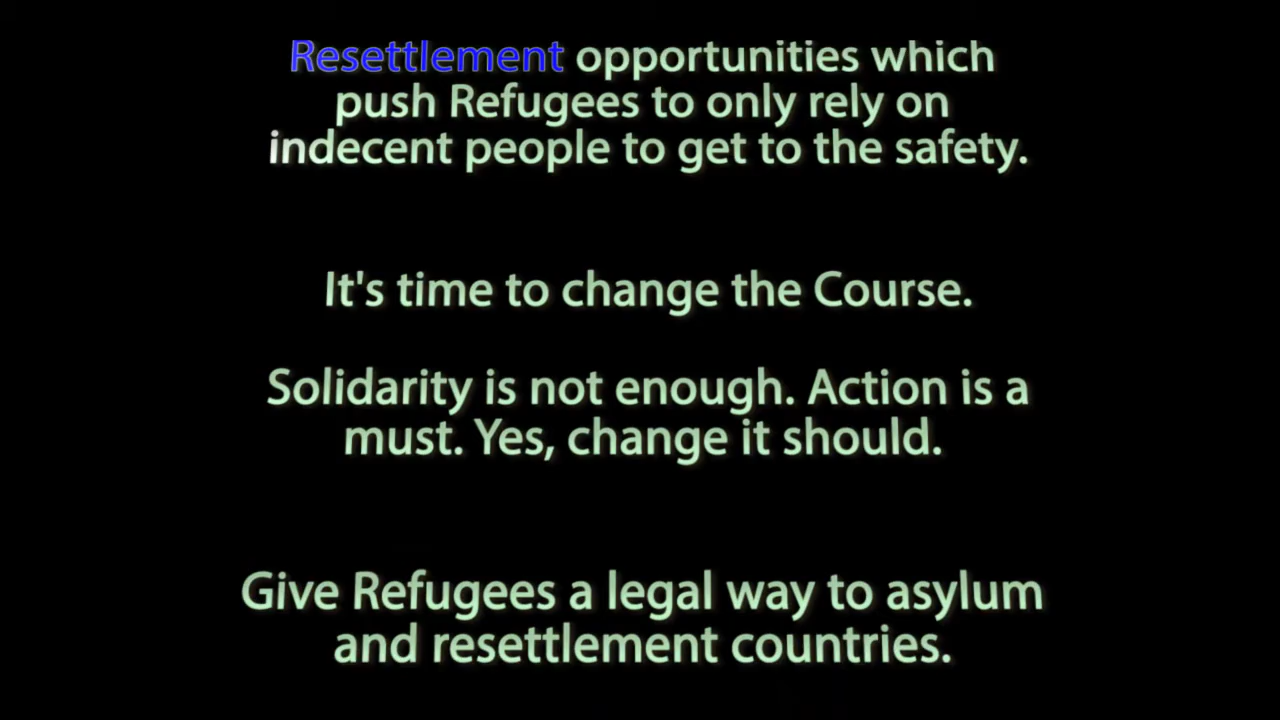 Resettlement opportunities which
push Refugees to only rely on
indecent people to get to the safety.
It's time to change the Course.
Solidarity is not enough. Action is a
must. Yes, change it should.
Give Refugees a legal way to asylum
and resettlement countries.